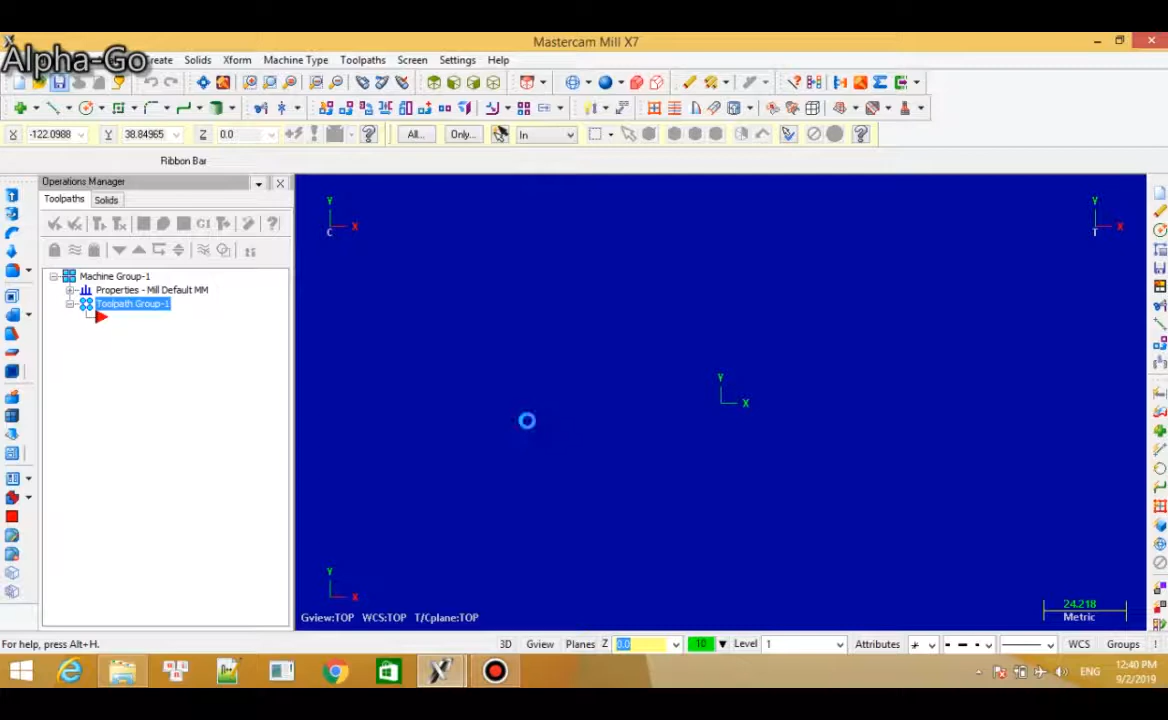 Mastercam Mill X7
Alpha-Go
Create Solids Xform Machine Type Toolpaths Screen Settings Help
X -122.0988 Y 38.84965 Z 0.0 All... Only... In
Ribbon Bar
Operations Manager
Toolpaths Solids
G1
Machine Group-1
Properties - Mill Default MM
Toolpath Group-1
Y
X
C
Y
X
T
Y
X
Y
X
Gview:TOP WCS:TOP T/Cplane:TOP
24.218
Metric
For help, press Alt+H.
3D Gview Planes Z 0.0 10 Level 1 Attributes WCS Groups
ENG
12:40 PM
9/2/2019